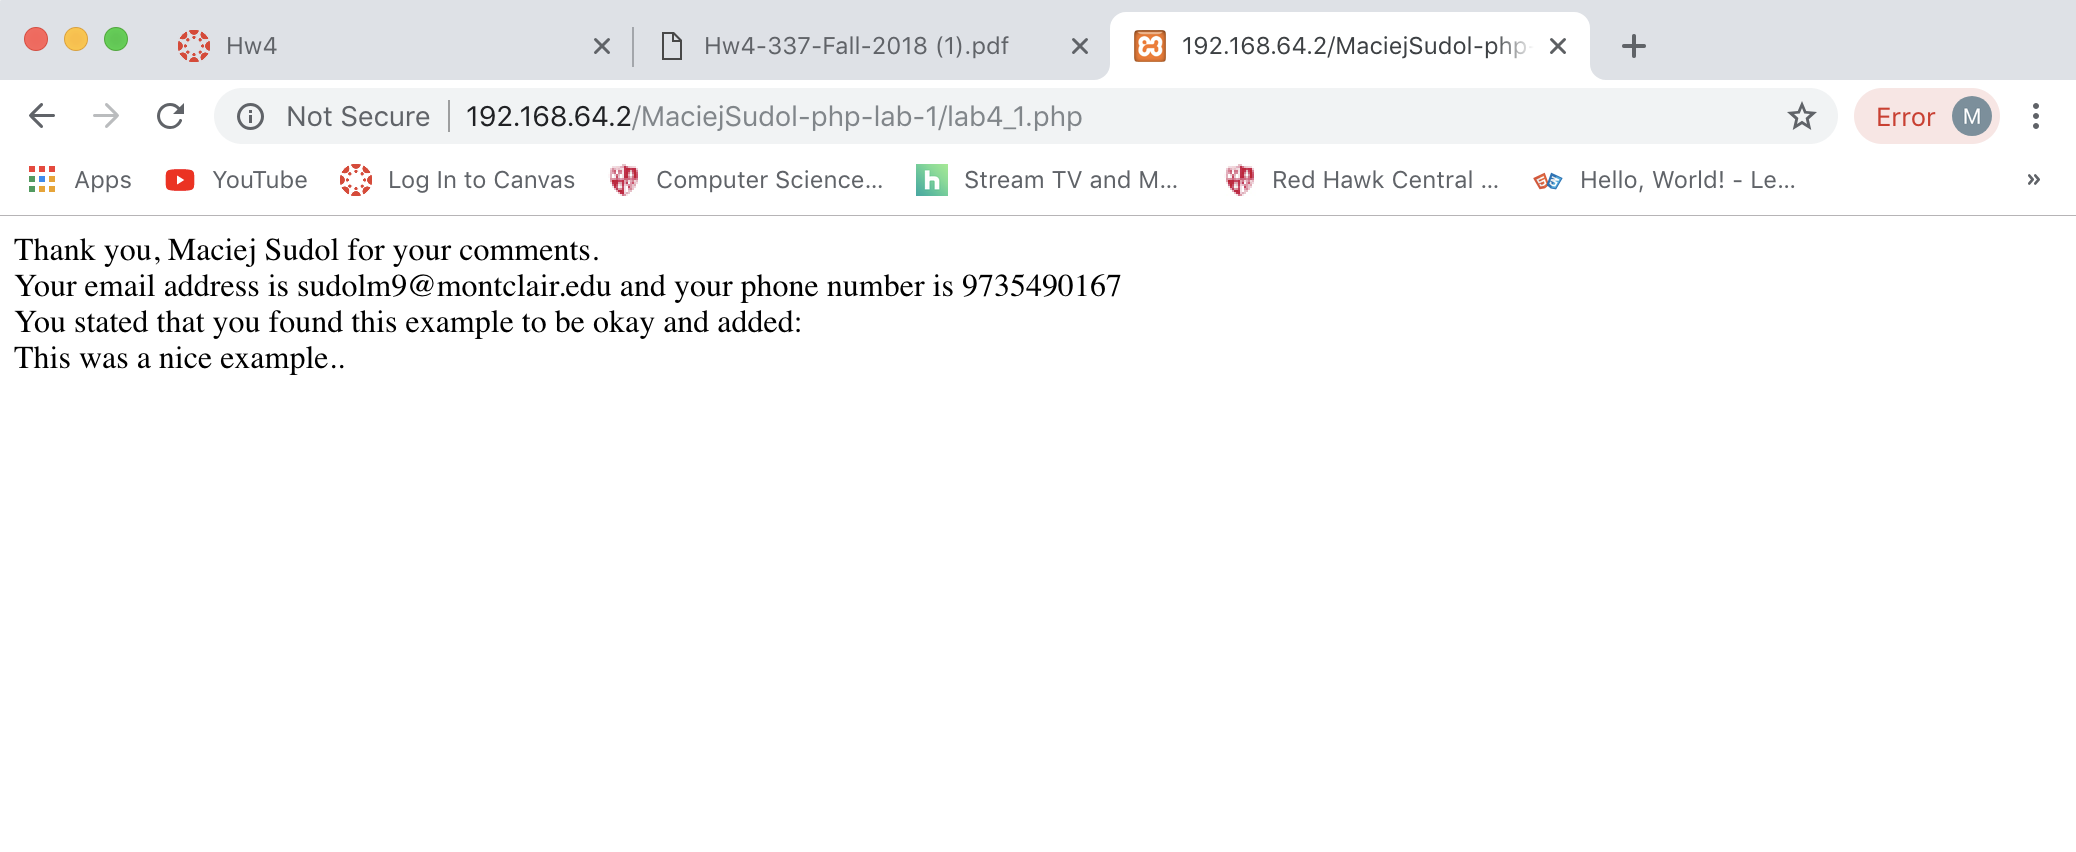 Hw4
Hw4-337-Fall-2018 (1).pdf
192.168.64.2/MaciejSudol-php-
Not Secure 192.168.64.2/MaciejSudol-php-lab-1/lab4_1.php
Error M
Apps YouTube Log In to Canvas Computer Science... h Stream TV and M... Red Hawk Central ... Hello, World! - Le... »
Thank you, Maciej Sudol for your comments.
Your email address is sudolm9@montclair.edu and your phone number is 9735490167
You stated that you found this example to be okay and added:
This was a nice example..